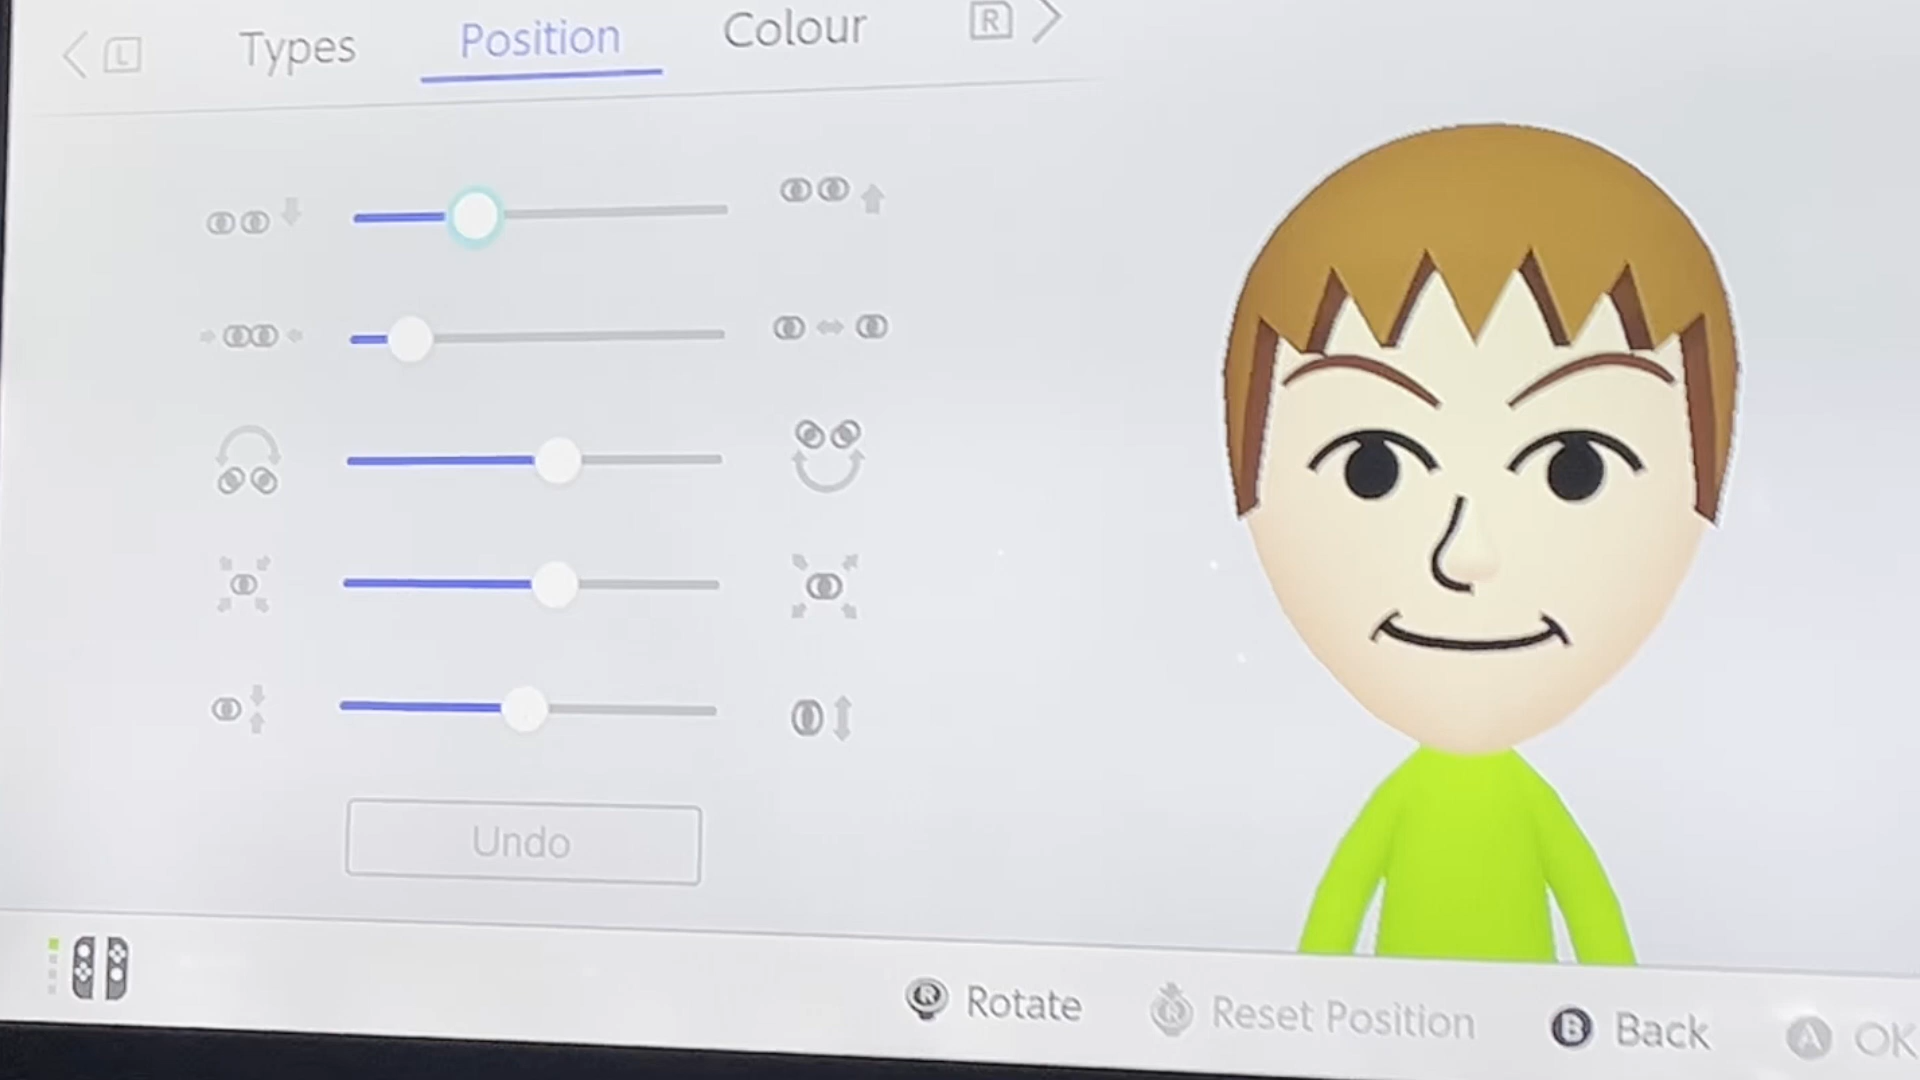 L Types Position Colour R
Undo
R Rotate R Reset Position B Back A OK